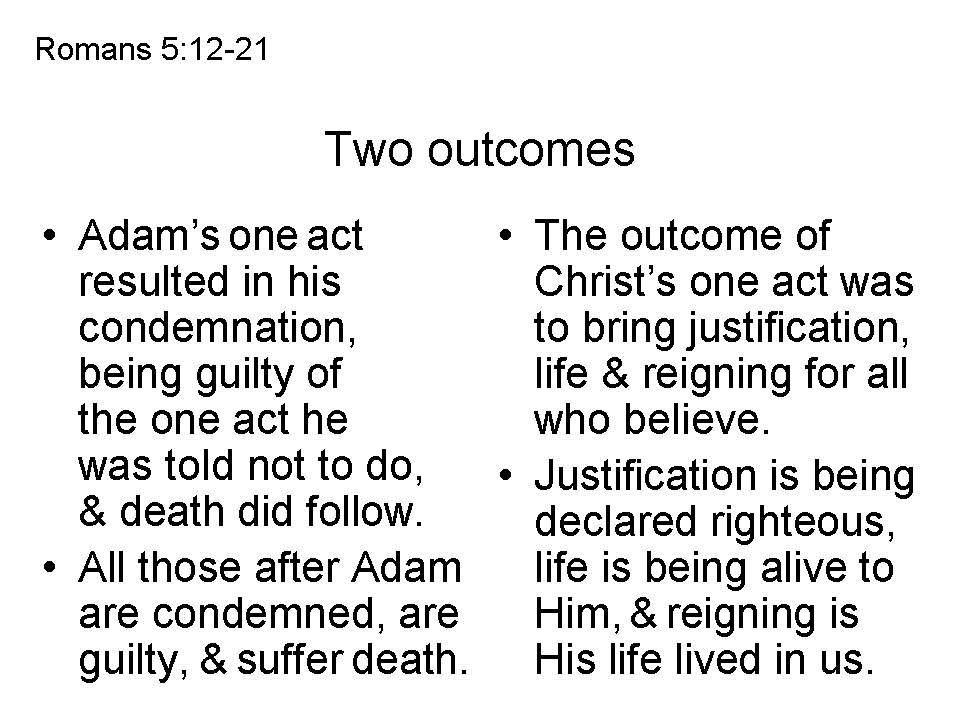 Romans 5:12-21
Two outcomes
• Adam’s one act
resulted in his
condemnation,
being guilty of
the one act he
was told not to do,
& death did follow.
• All those after Adam
are condemned, are
guilty, & suffer death.
• The outcome of
Christ’s one act was
to bring justification,
life & reigning for all
who believe.
• Justification is being
declared righteous,
life is being alive to
Him, & reigning is
His life lived in us.